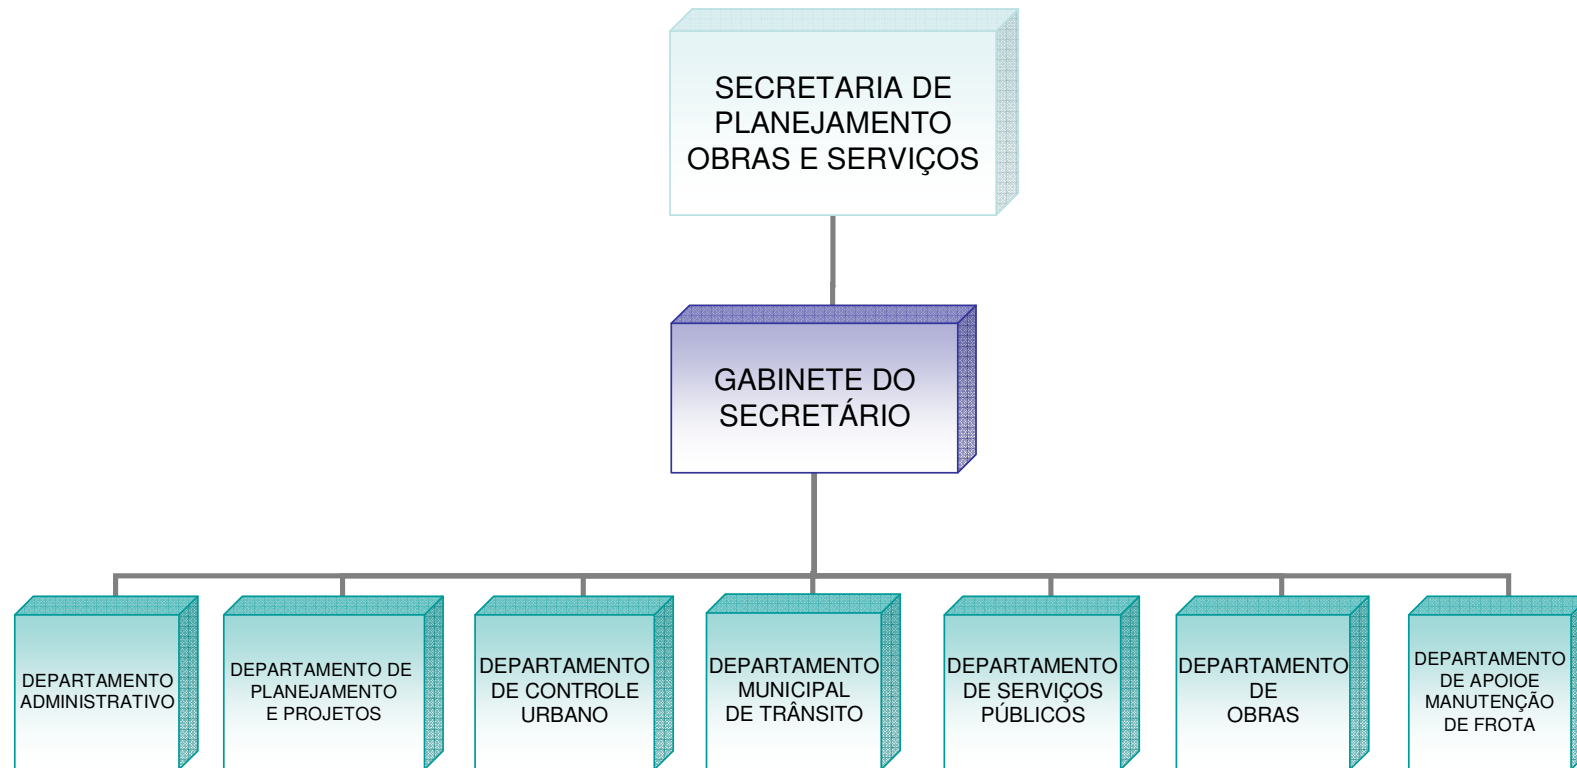 SECRETARIA DE
PLANEJAMENTO
OBRAS E SERVIÇOS
GABINETE DO
SECRETÁRIO
DEPARTAMENTO
ADMINISTRATIVO
DEPARTAMENTO DE
PLANEJAMENTO
E PROJETOS
DEPARTAMENTO
DE CONTROLE
URBANO
DEPARTAMENTO
MUNICIPAL
DE TRÂNSITO
DEPARTAMENTO
DE SERVIÇOS
PÚBLICOS
DEPARTAMENTO
DE
OBRAS
DEPARTAMENTO
DE APOIOE
MANUTENÇÃO
DE FROTA